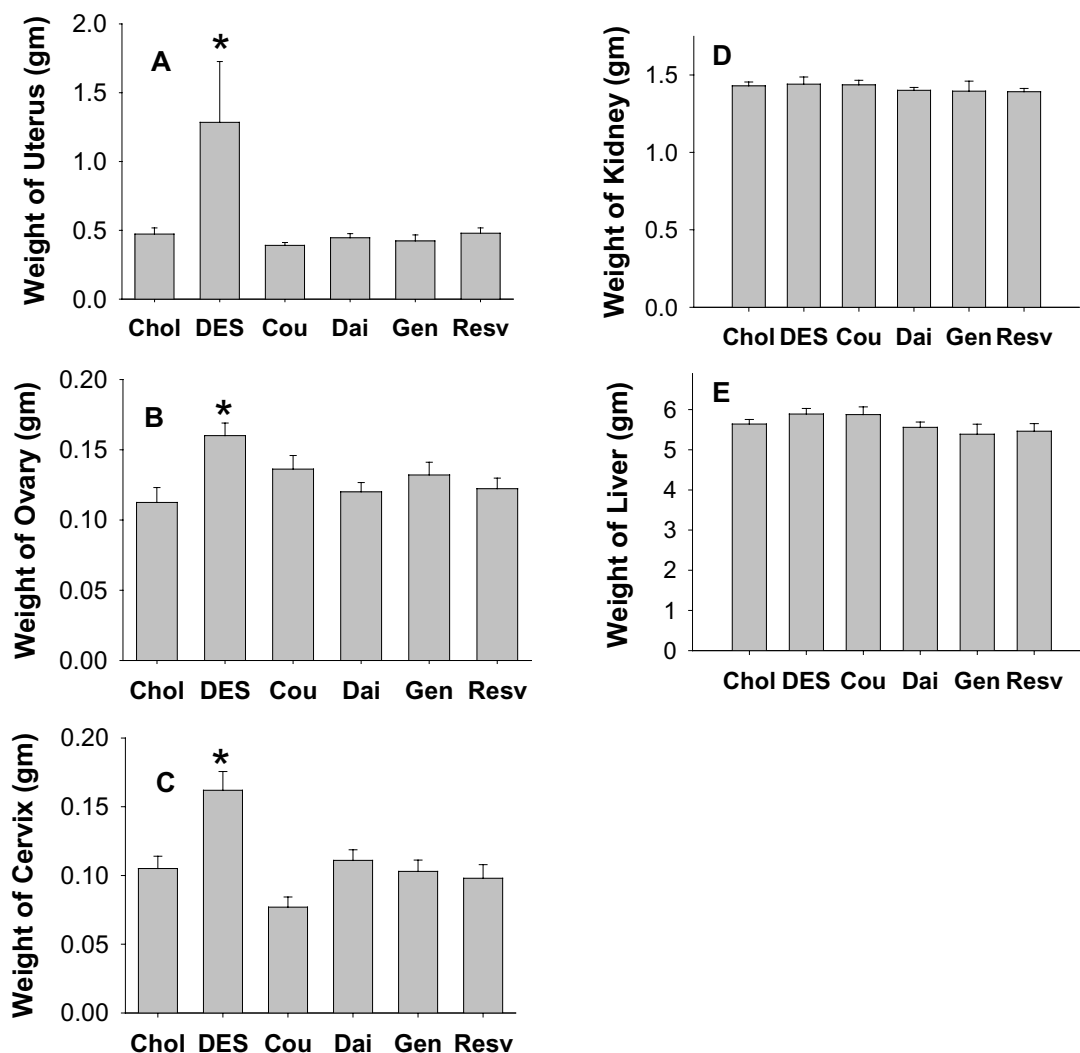 Weight of Uterus (gm)
2.0
1.5
1.0
0.5
0.0
A
*
Chol DES Cou Dai Gen Resv
Weight of Ovary (gm)
0.20
0.15
0.10
0.05
0.00
B
*
Chol DES Cou Dai Gen Resv
Weight of Cervix (gm)
0.20
0.15
0.10
0.05
0.00
C
*
Chol DES Cou Dai Gen Resv
Weight of Kidney (gm)
1.5
1.0
0.5
0.0
D
Chol DES Cou Dai Gen Resv
Weight of Liver (gm)
6
5
4
3
2
1
0
E
Chol DES Cou Dai Gen Resv